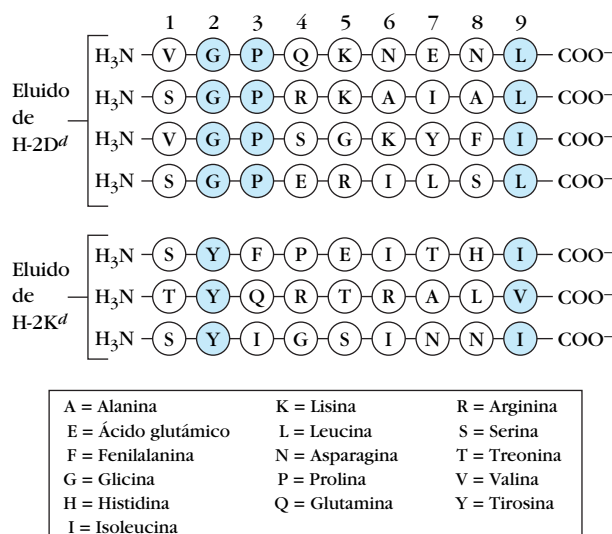 1 2 3 4 5 6 7 8 9
Eluido de H-2Dᵈ
H₃N V G P Q K N E N L COO⁻
H₃N S G P R K A I A L COO⁻
H₃N V G P S G K Y F I COO⁻
H₃N S G P E R I L S L COO⁻
Eluido de H-2Kᵈ
H₃N S Y F P E I T H I COO⁻
H₃N T Y Q R T R A L V COO⁻
H₃N S Y I G S I N N I COO⁻
A = Alanina K = Lisina R = Arginina
E = Ácido glutámico L = Leucina S = Serina
F = Fenilalanina N = Asparagina T = Treonina
G = Glicina P = Prolina V = Valina
H = Histidina Q = Glutamina Y = Tirosina
I = Isoleucina